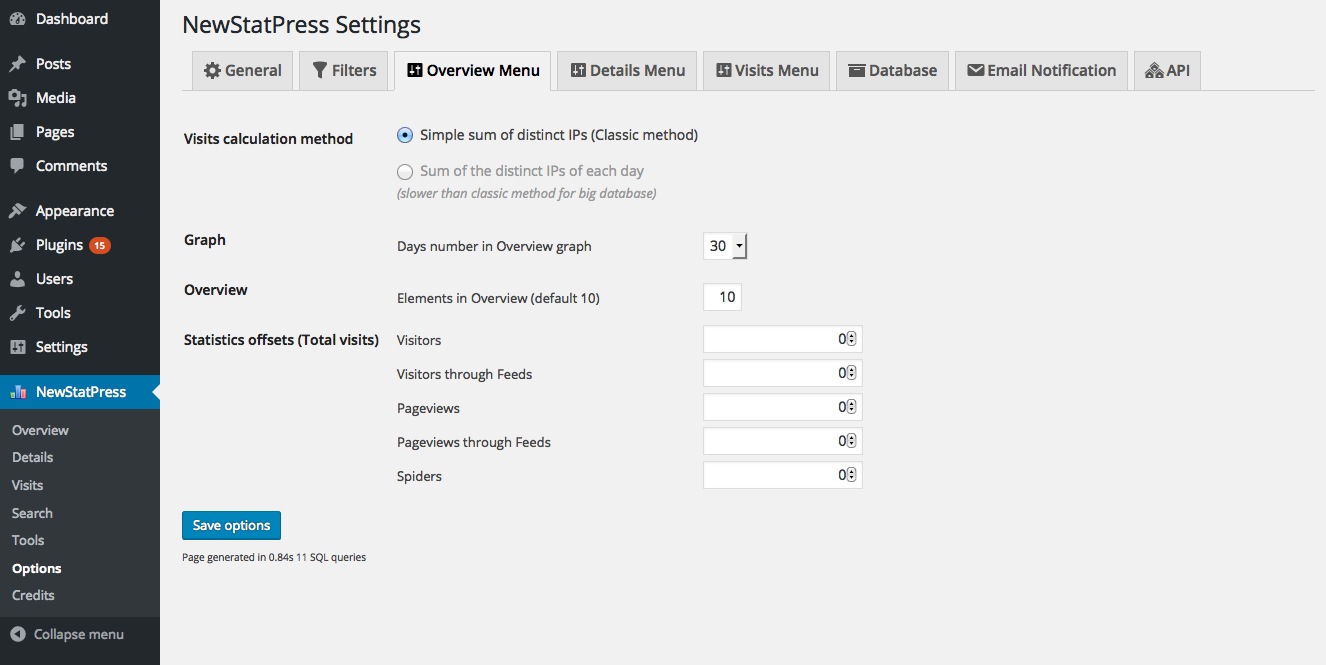 Dashboard
Posts
Media
Pages
Comments
Appearance
Plugins 15
Users
Tools
Settings
NewStatPress
Overview
Details
Visits
Search
Tools
Options
Credits
Collapse menu
NewStatPress Settings
General Filters Overview Menu Details Menu Visits Menu Database Email Notification API
Visits calculation method Simple sum of distinct IPs (Classic method)
Sum of the distinct IPs of each day
(slower than classic method for big database)
Graph Days number in Overview graph 30
Overview Elements in Overview (default 10) 10
Statistics offsets (Total visits) Visitors 0
Visitors through Feeds 0
Pageviews 0
Pageviews through Feeds 0
Spiders 0
Save options
Page generated in 0.84s 11 SQL queries